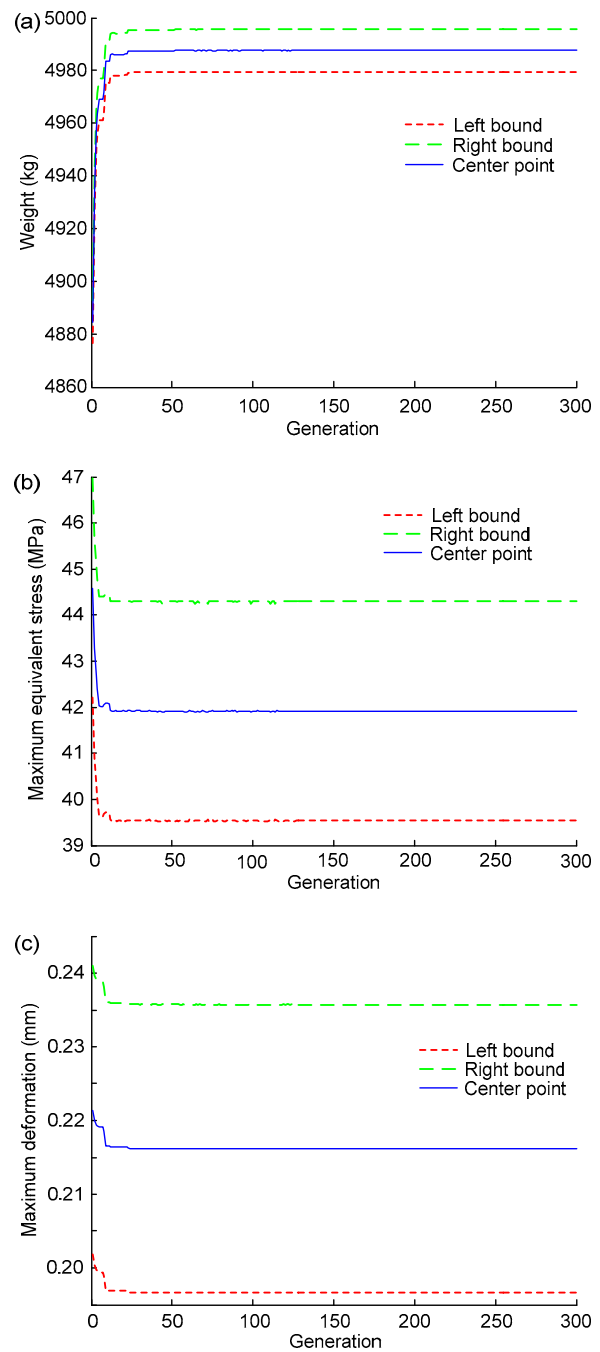 (a)
5000
4980
4960
4940
4920
4900
4880
4860
Weight (kg)
Left bound
Right bound
Center point
0 50 100 150 200 250 300
Generation
(b)
47
46
45
44
43
42
41
40
39
Maximum equivalent stress (MPa)
Left bound
Right bound
Center point
0 50 100 150 200 250 300
Generation
(c)
0.24
0.23
0.22
0.21
0.20
Maximum deformation (mm)
Left bound
Right bound
Center point
0 50 100 150 200 250 300
Generation